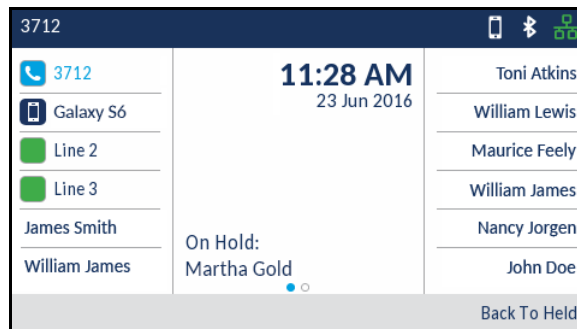 3712
3712
Galaxy S6
Line 2
Line 3
James Smith
William James
11:28 AM
23 Jun 2016
On Hold:
Martha Gold
Toni Atkins
William Lewis
Maurice Feely
William James
Nancy Jorgen
John Doe
Back To Held